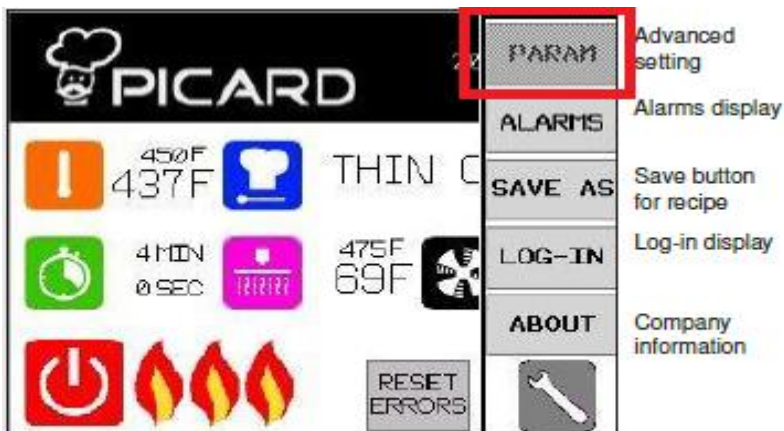 PICARD
PARAM
Advanced
setting
ALARMS
Alarms display
450F
437F
THIN
SAVE AS
Save button
for recipe
4 MIN
0 SEC
475F
69F
LOG-IN
Log-in display
ABOUT
Company
information
RESET
ERRORS